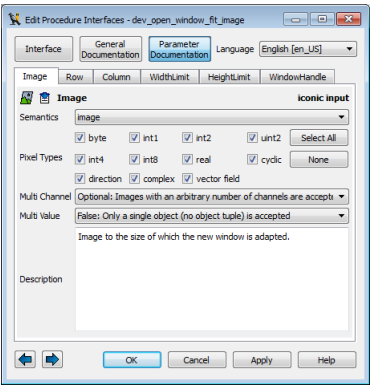 Edit Procedure Interfaces - dev_open_window_fit_image
Interface
General
Documentation
Parameter
Documentation
Language
English [en_US]
Image Row Column WidthLimit HeightLimit WindowHandle
Image iconic input
Semantics image
byte int1 int2 uint2 Select All
Pixel Types int4 int8 real cyclic None
direction complex vector field
Multi Channel Optional: Images with an arbitrary number of channels are
Multi Value False: Only a single object (no object tuple) is accepted
Image to the size of which the new window is adapted.
Description
OK Cancel Apply Help